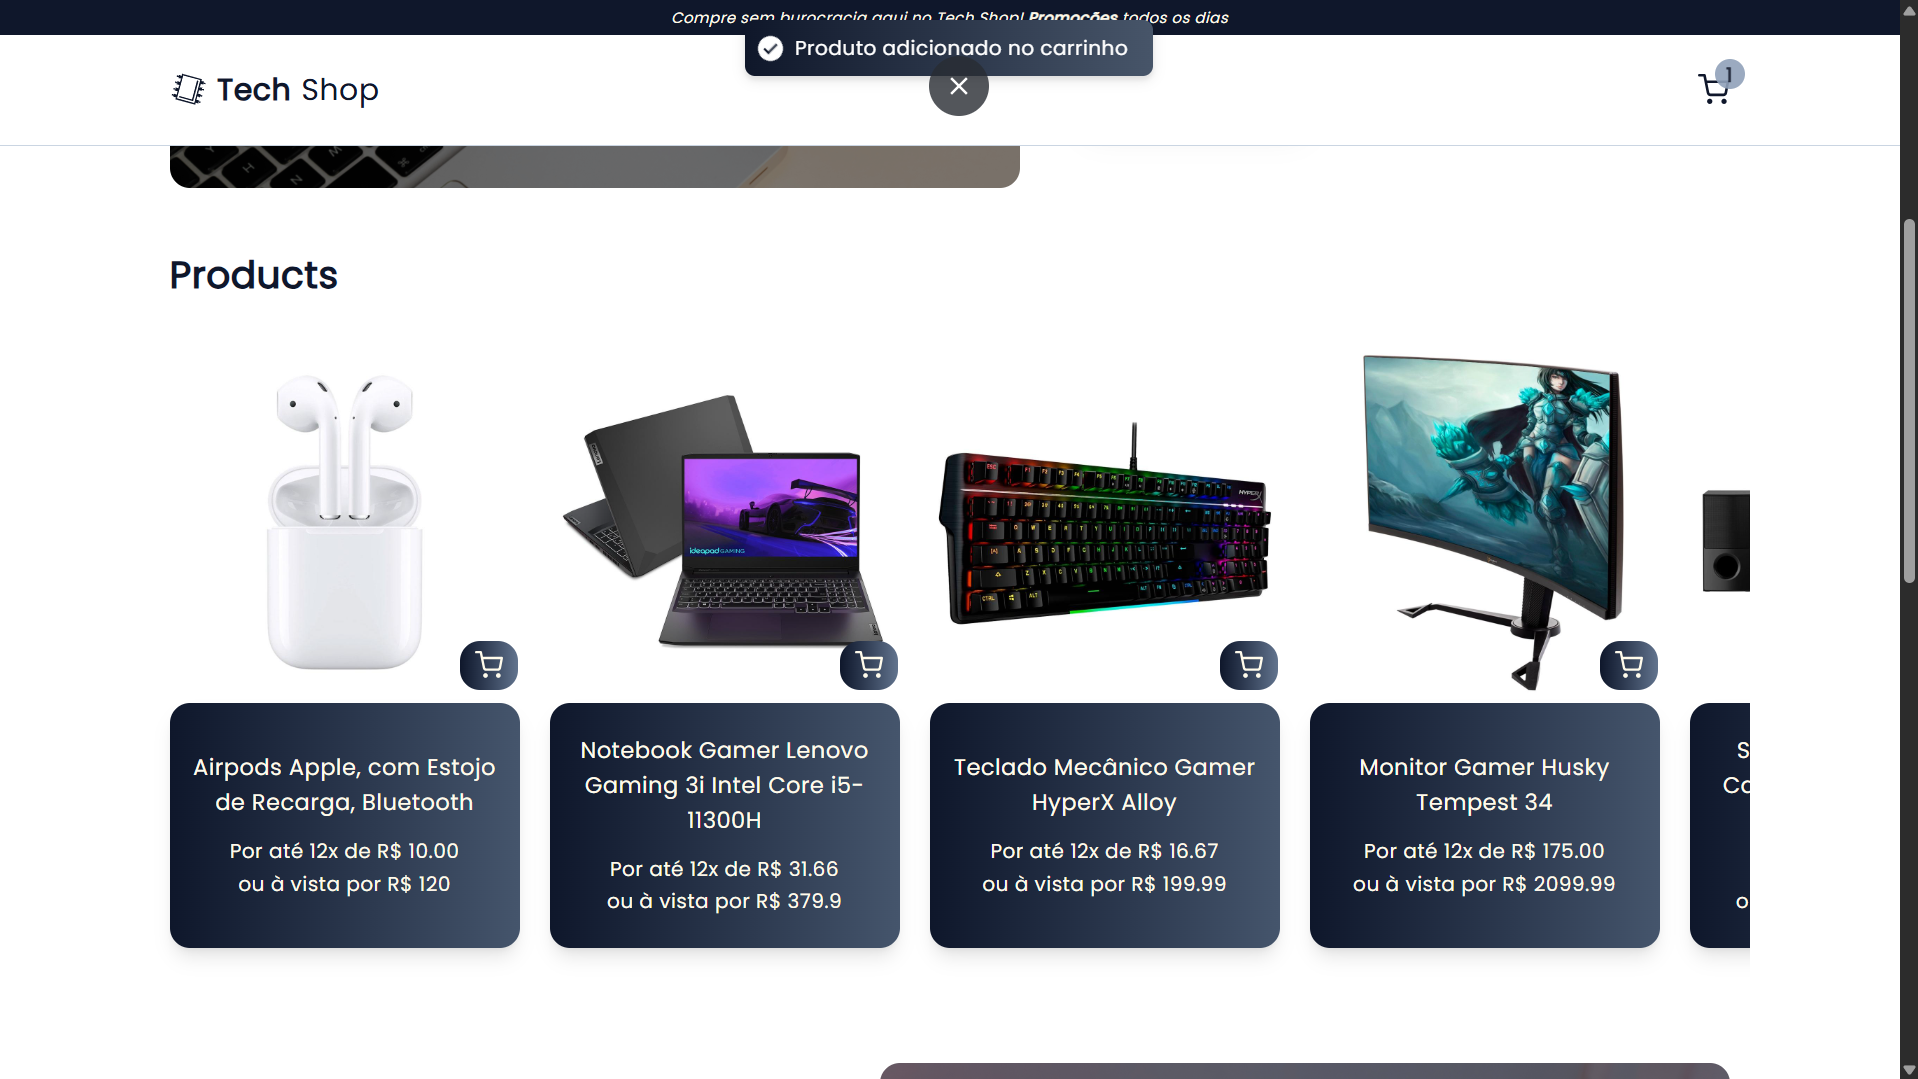 Compre sem burocracia aqui no Tech Shop! Promoções todos os dias
Produto adicionado no carrinho
Tech Shop
1
Products
ideapad GAMING
HYPERX
Airpods Apple, com Estojo
de Recarga, Bluetooth
Por até 12x de R$ 10.00
ou à vista por R$ 120
Notebook Gamer Lenovo
Gaming 3i Intel Core i5-
11300H
Por até 12x de R$ 31.66
ou à vista por R$ 379.9
Teclado Mecânico Gamer
HyperX Alloy
Por até 12x de R$ 16.67
ou à vista por R$ 199.99
Monitor Gamer Husky
Tempest 34
Por até 12x de R$ 175.00
ou à vista por R$ 2099.99
S
Co
o